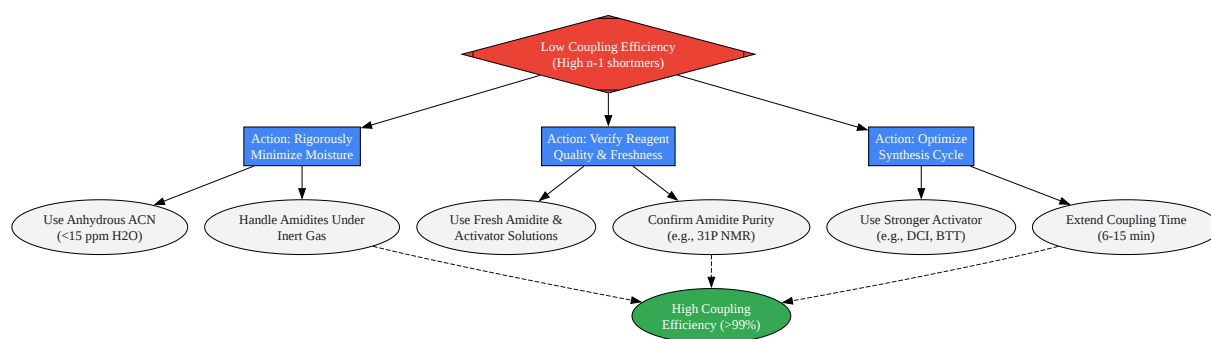 Low Coupling Efficiency
(High n-1 shortmers)
Action: Rigorously
Minimize Moisture
Action: Verify Reagent
Quality & Freshness
Action: Optimize
Synthesis Cycle
Use Anhydrous ACN
(<15 ppm H2O)
Handle Amidites Under
Inert Gas
Use Fresh Amidite &
Activator Solutions
Confirm Amidite Purity
(e.g., 31P NMR)
Use Stronger Activator
(e.g., DCI, BTT)
Extend Coupling Time
(6-15 min)
High Coupling
Efficiency (>99%)